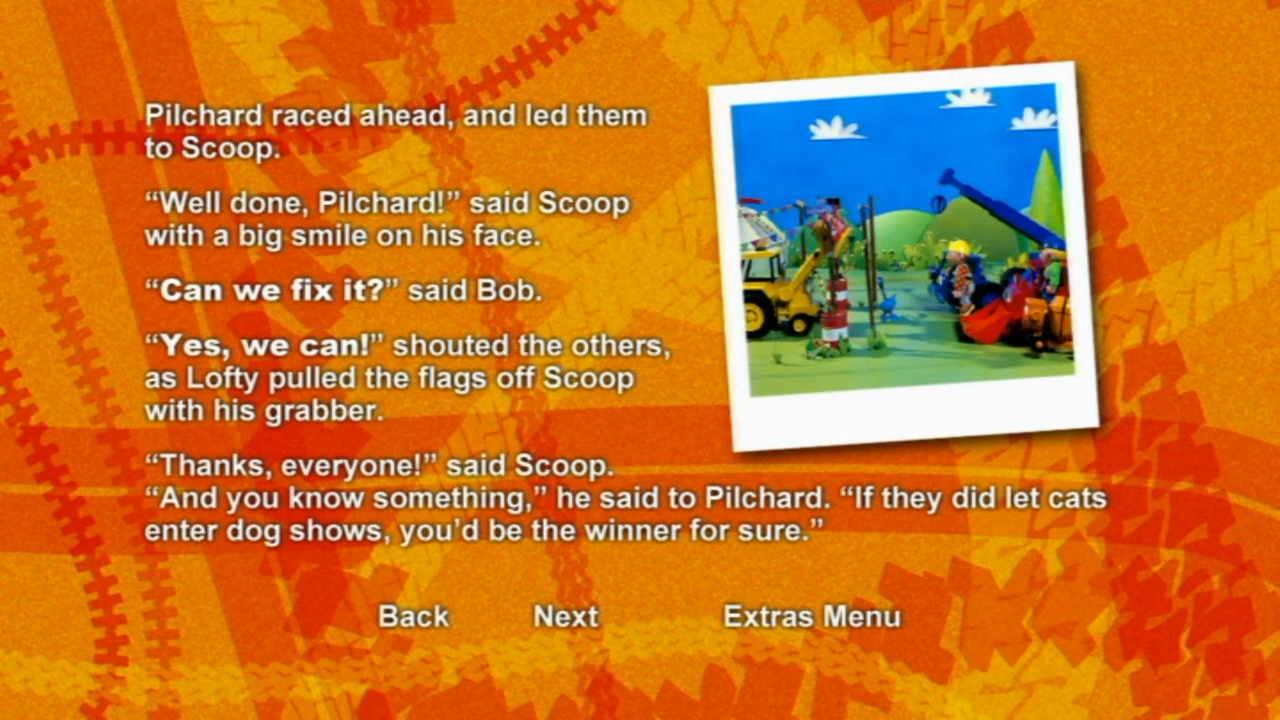 Pilchard raced ahead, and led them
to Scoop.
“Well done, Pilchard!” said Scoop
with a big smile on his face.
“Can we fix it?” said Bob.
“Yes, we can!” shouted the others,
as Lofty pulled the flags off Scoop
with his grabber.
“Thanks, everyone!” said Scoop.
“And you know something,” he said to Pilchard. “If they did let cats
enter dog shows, you’d be the winner for sure.”
Back Next Extras Menu